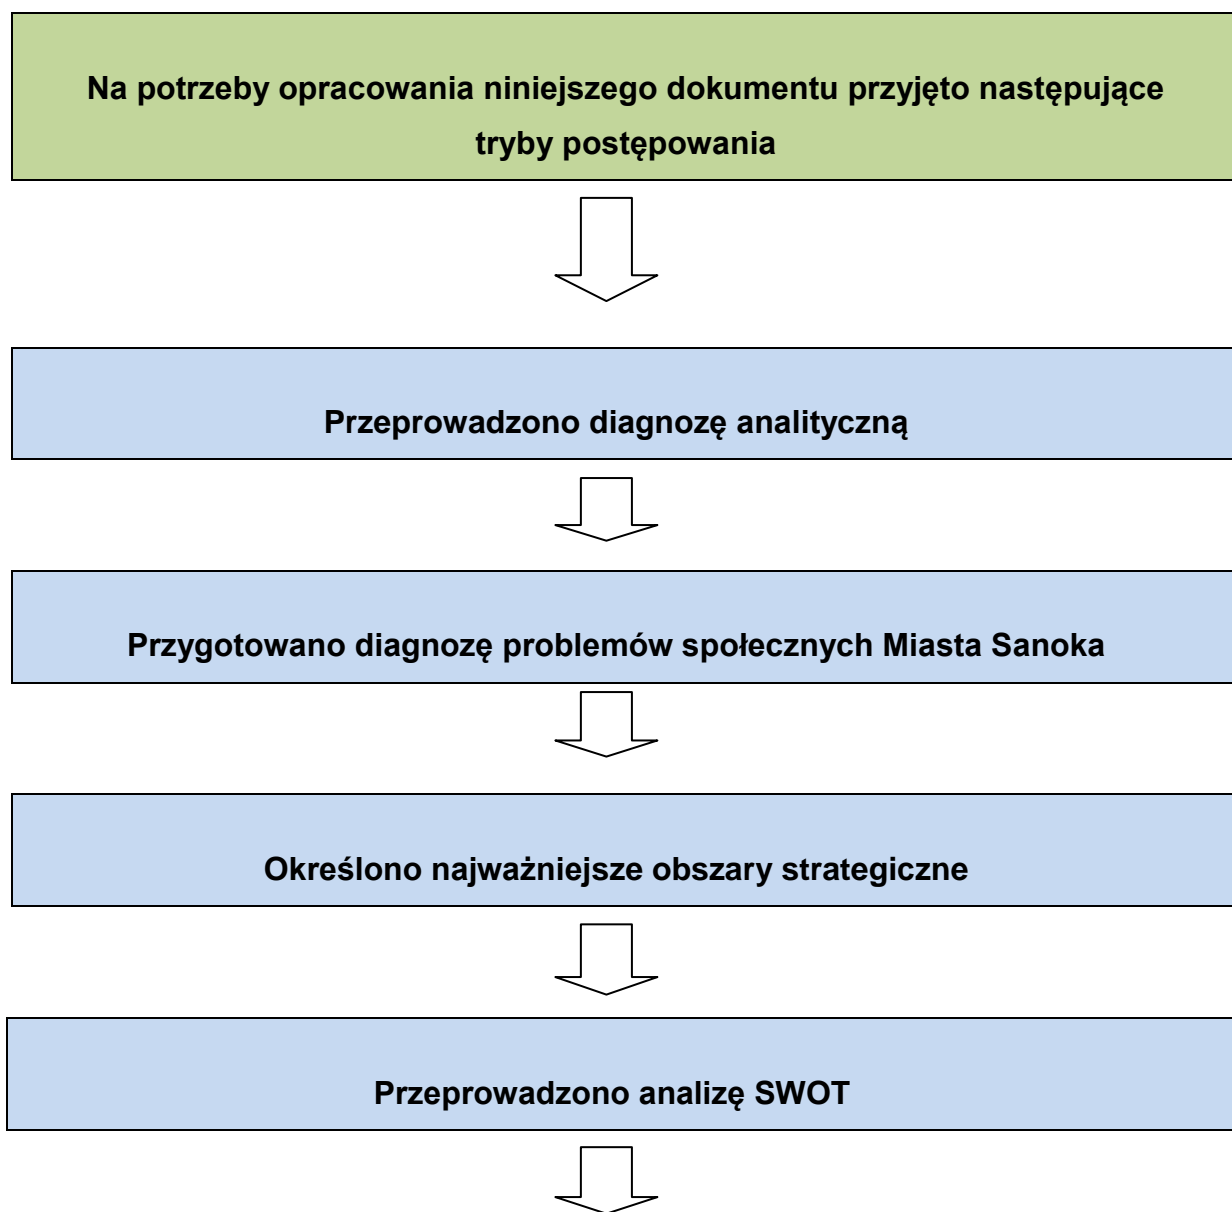 Na potrzeby opracowania niniejszego dokumentu przyjęto następujące
tryby postępowania
Przeprowadzono diagnozę analityczną
Przygotowano diagnozę problemów społecznych Miasta Sanoka
Określono najważniejsze obszary strategiczne
Przeprowadzono analizę SWOT